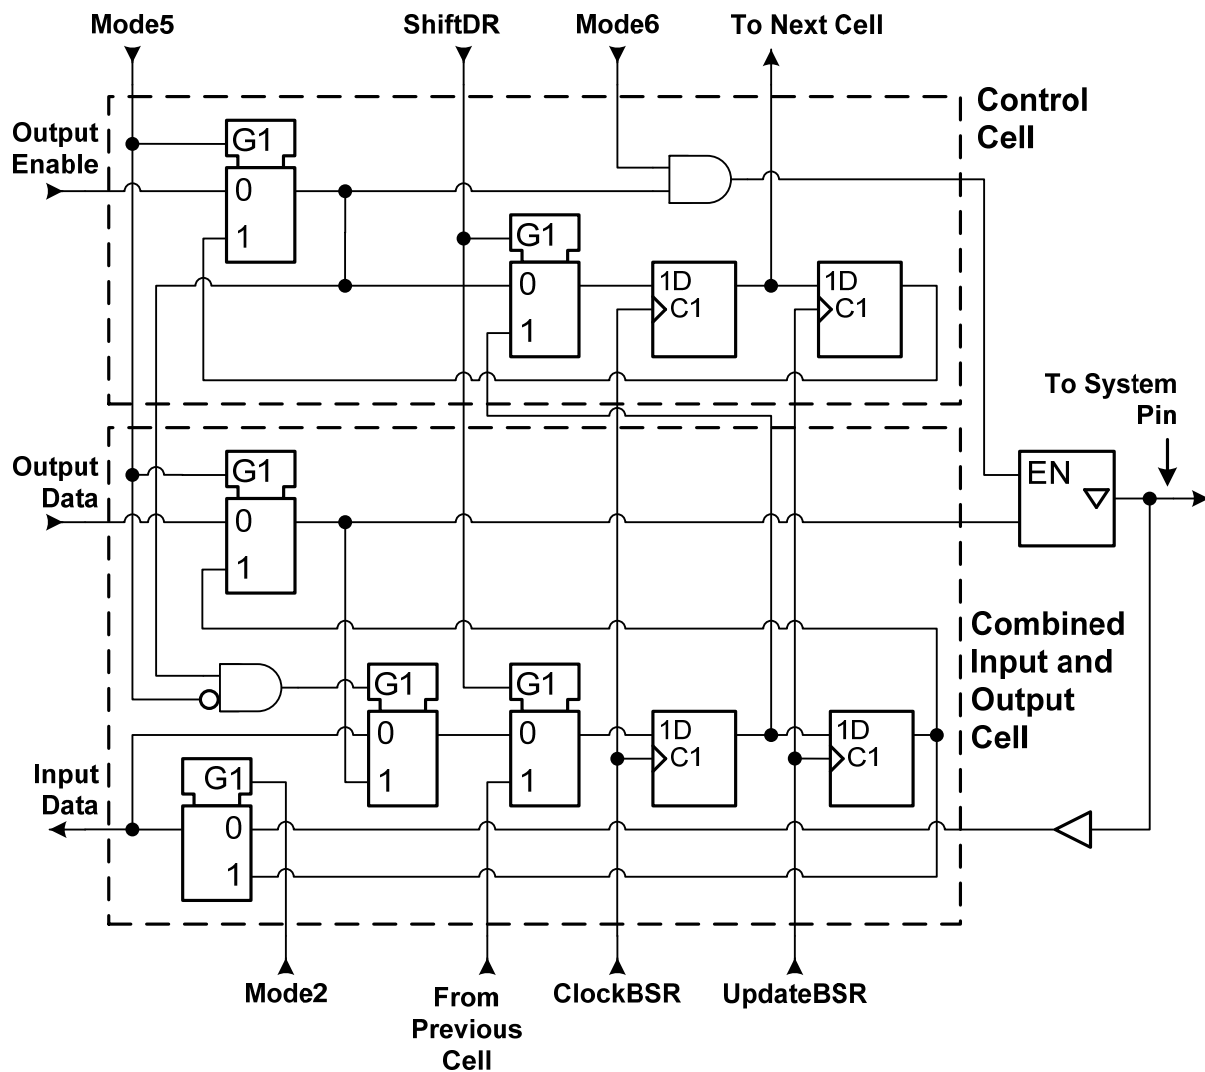 Mode5
ShiftDR
Mode6
To Next Cell
Control
Cell
Output
Enable
G1
0
1
G1
0
1
1D
C1
1D
C1
To System
Pin
Output
Data
G1
0
1
EN
Combined
Input and
Output
Cell
G1
0
1
G1
0
1
1D
C1
1D
C1
Input
Data
G1
0
1
Mode2
From
Previous
Cell
ClockBSR
UpdateBSR